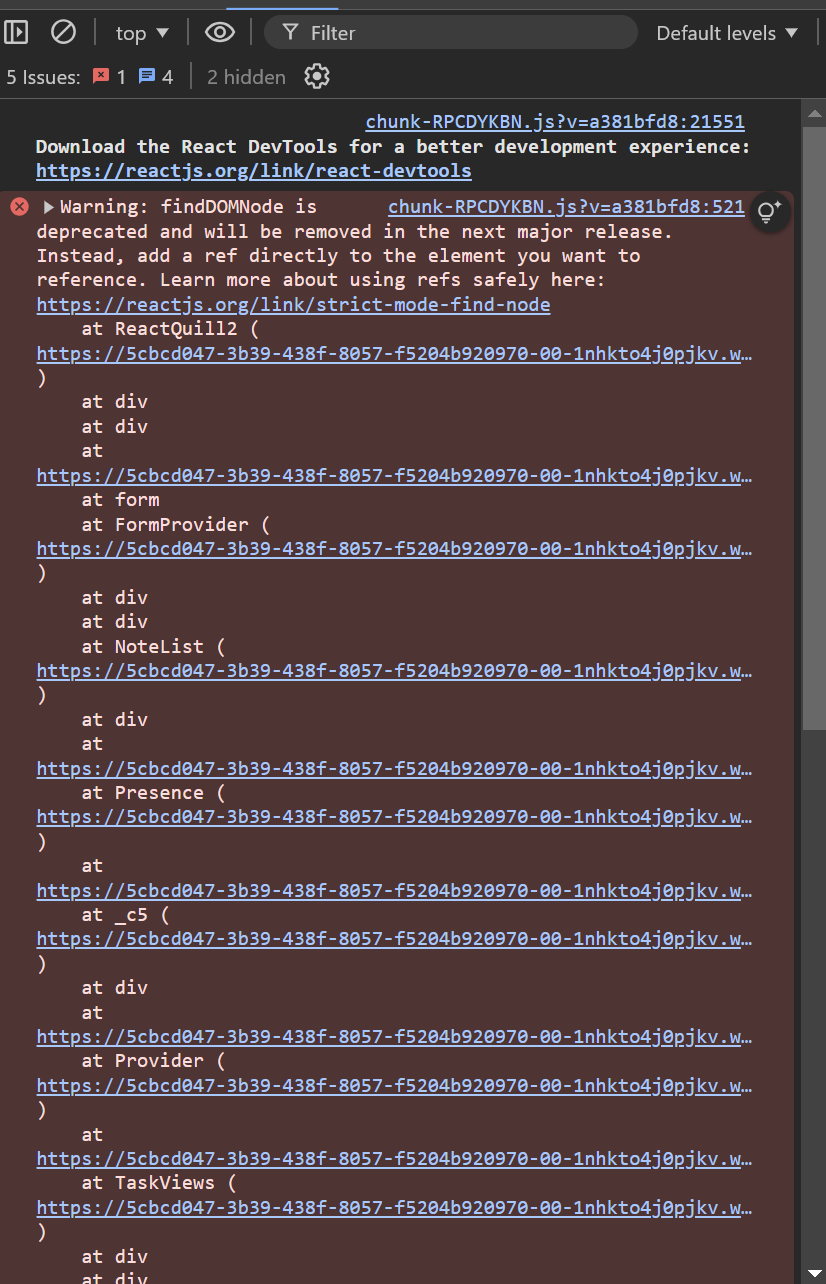 top ▼ Filter Default levels ▼
5 Issues: 1 4 2 hidden
chunk-RPCDYKBN.js?v=a381bfd8:21551
Download the React DevTools for a better development experience:
https://reactjs.org/link/react-devtools
▶Warning: findDOMNode is chunk-RPCDYKBN.js?v=a381bfd8:521
deprecated and will be removed in the next major release.
Instead, add a ref directly to the element you want to
reference. Learn more about using refs safely here:
https://reactjs.org/link/strict-mode-find-node
at ReactQuill2 (
https://5cbcd047-3b39-438f-8057-f5204b920970-00-1nhkto4j0pjkv.w…
)
at div
at div
at
https://5cbcd047-3b39-438f-8057-f5204b920970-00-1nhkto4j0pjkv.w…
at form
at FormProvider (
https://5cbcd047-3b39-438f-8057-f5204b920970-00-1nhkto4j0pjkv.w…
)
at div
at div
at NoteList (
https://5cbcd047-3b39-438f-8057-f5204b920970-00-1nhkto4j0pjkv.w…
)
at div
at
https://5cbcd047-3b39-438f-8057-f5204b920970-00-1nhkto4j0pjkv.w…
at Presence (
https://5cbcd047-3b39-438f-8057-f5204b920970-00-1nhkto4j0pjkv.w…
)
at
https://5cbcd047-3b39-438f-8057-f5204b920970-00-1nhkto4j0pjkv.w…
at _c5 (
https://5cbcd047-3b39-438f-8057-f5204b920970-00-1nhkto4j0pjkv.w…
)
at div
at
https://5cbcd047-3b39-438f-8057-f5204b920970-00-1nhkto4j0pjkv.w…
at Provider (
https://5cbcd047-3b39-438f-8057-f5204b920970-00-1nhkto4j0pjkv.w…
)
at
https://5cbcd047-3b39-438f-8057-f5204b920970-00-1nhkto4j0pjkv.w…
at TaskViews (
https://5cbcd047-3b39-438f-8057-f5204b920970-00-1nhkto4j0pjkv.w…
)
at div
at div